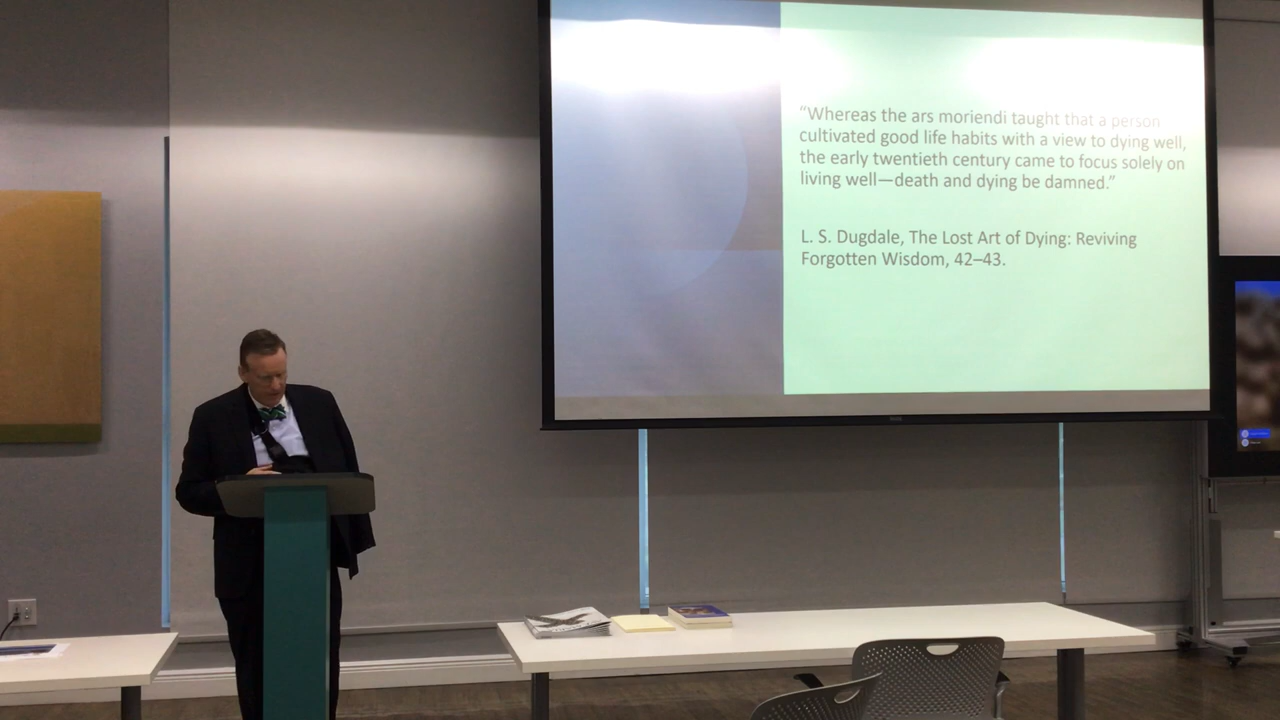 “Whereas the ars moriendi taught that a person
cultivated good life habits with a view to dying well,
the early twentieth century came to focus solely on
living well—death and dying be damned.”
L. S. Dugdale, The Lost Art of Dying: Reviving
Forgotten Wisdom, 42–43.